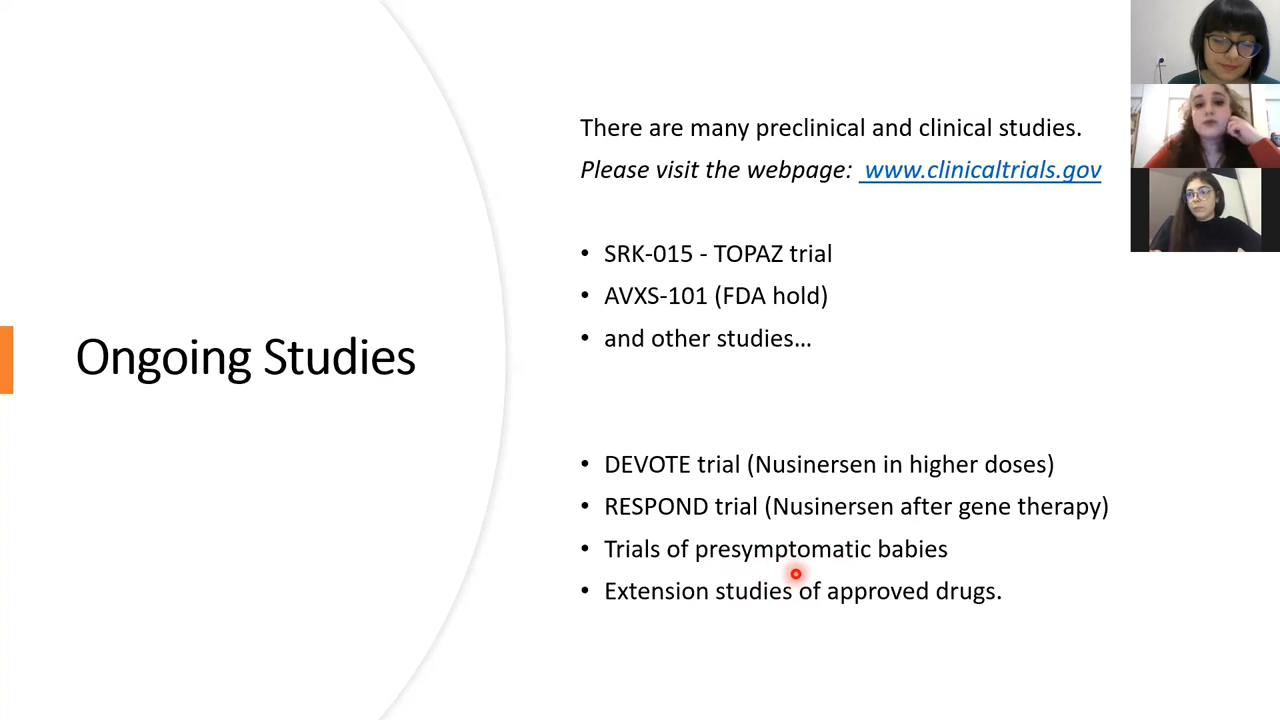 Ongoing Studies
There are many preclinical and clinical studies.
Please visit the webpage: www.clinicaltrials.gov
• SRK-015 - TOPAZ trial
• AVXS-101 (FDA hold)
• and other studies…
• DEVOTE trial (Nusinersen in higher doses)
• RESPOND trial (Nusinersen after gene therapy)
• Trials of presymptomatic babies
• Extension studies of approved drugs.